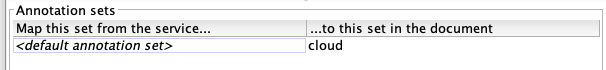 Annotation sets
Map this set from the service... ...to this set in the document
<default annotation set> cloud